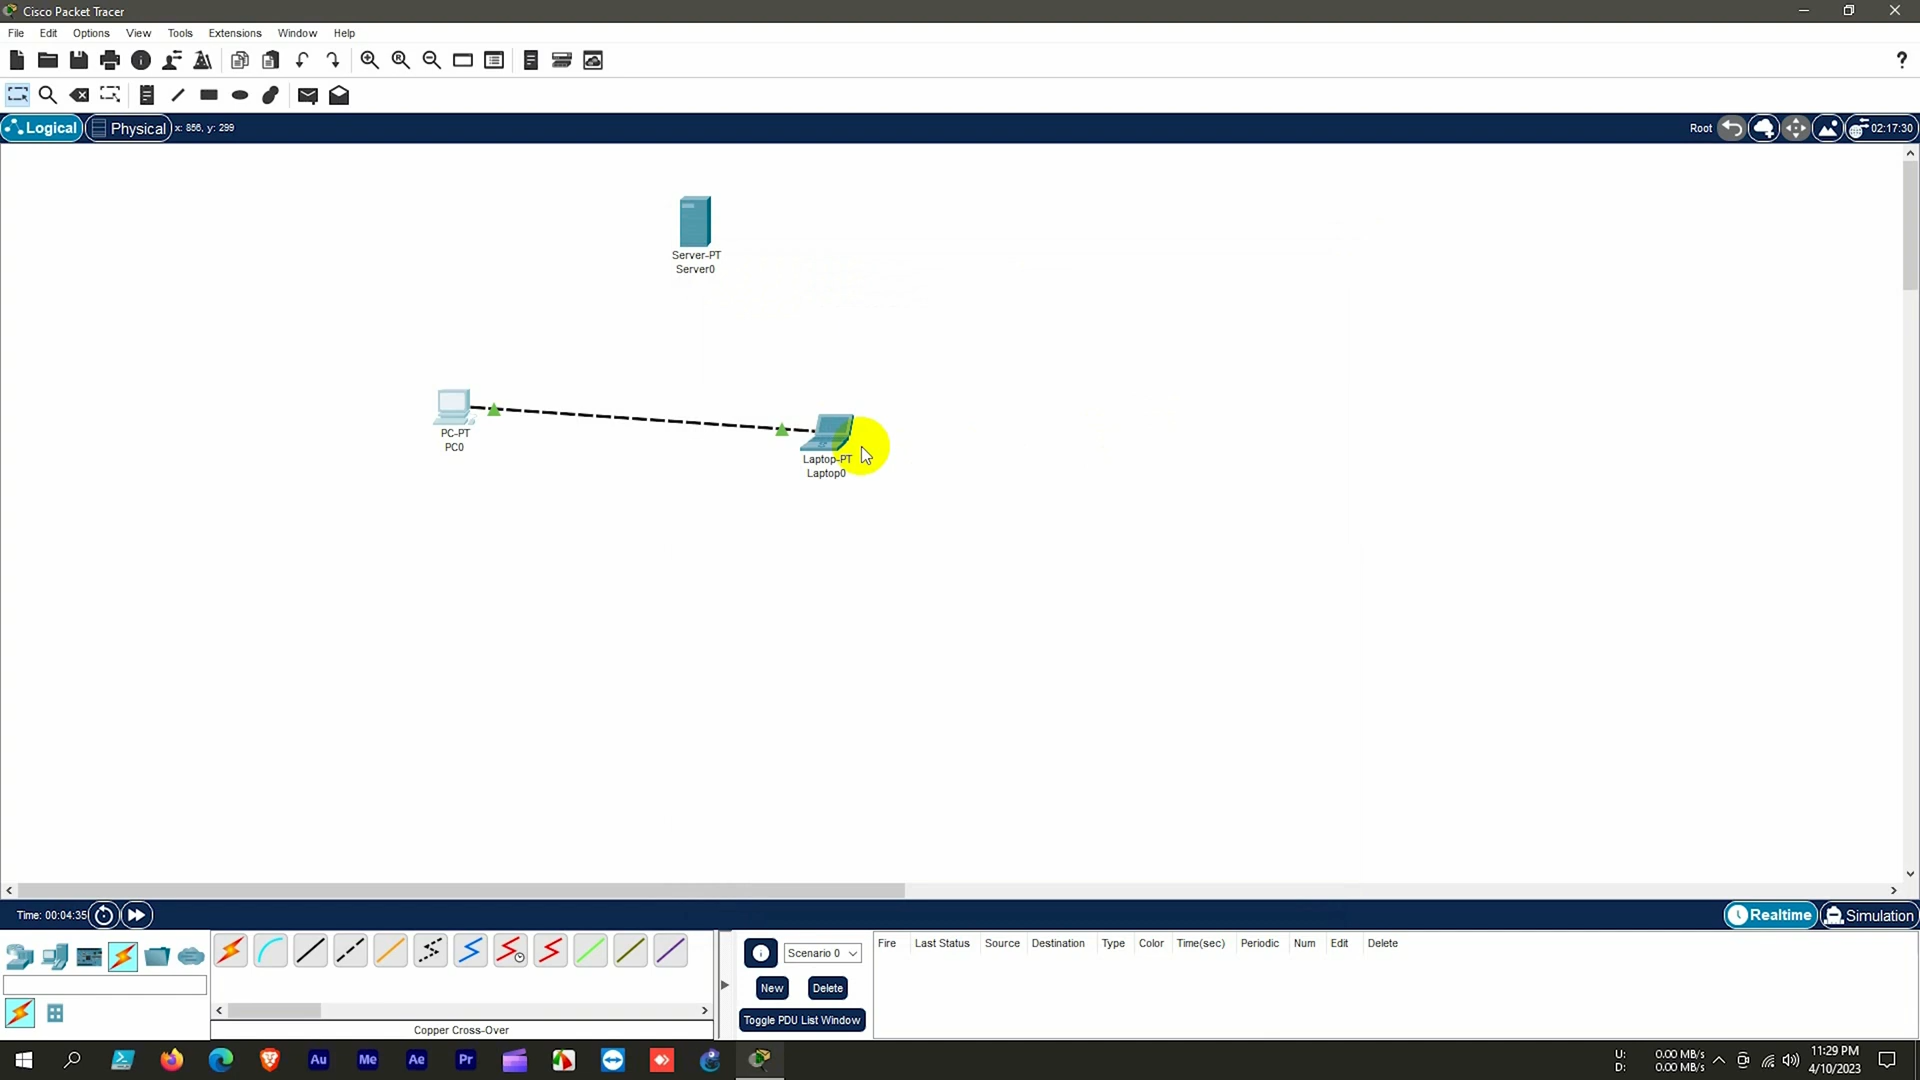 Cisco Packet Tracer
File Edit Options View Tools Extensions Window Help
Logical Physical x: 856, y: 299 Root 02:17:30
Server-PT
Server0
PC-PT
PC0
Laptop-PT
Laptop0
Time: 00:04:35 Realtime Simulation
Scenario 0
Fire Last Status Source Destination Type Color Time(sec) Periodic Num Edit Delete
New Delete
Toggle PDU List Window
Copper Cross-Over
Au Me Ae Pr
U: 0.00 MB/s
D: 0.00 MB/s
11:29 PM
4/10/2023